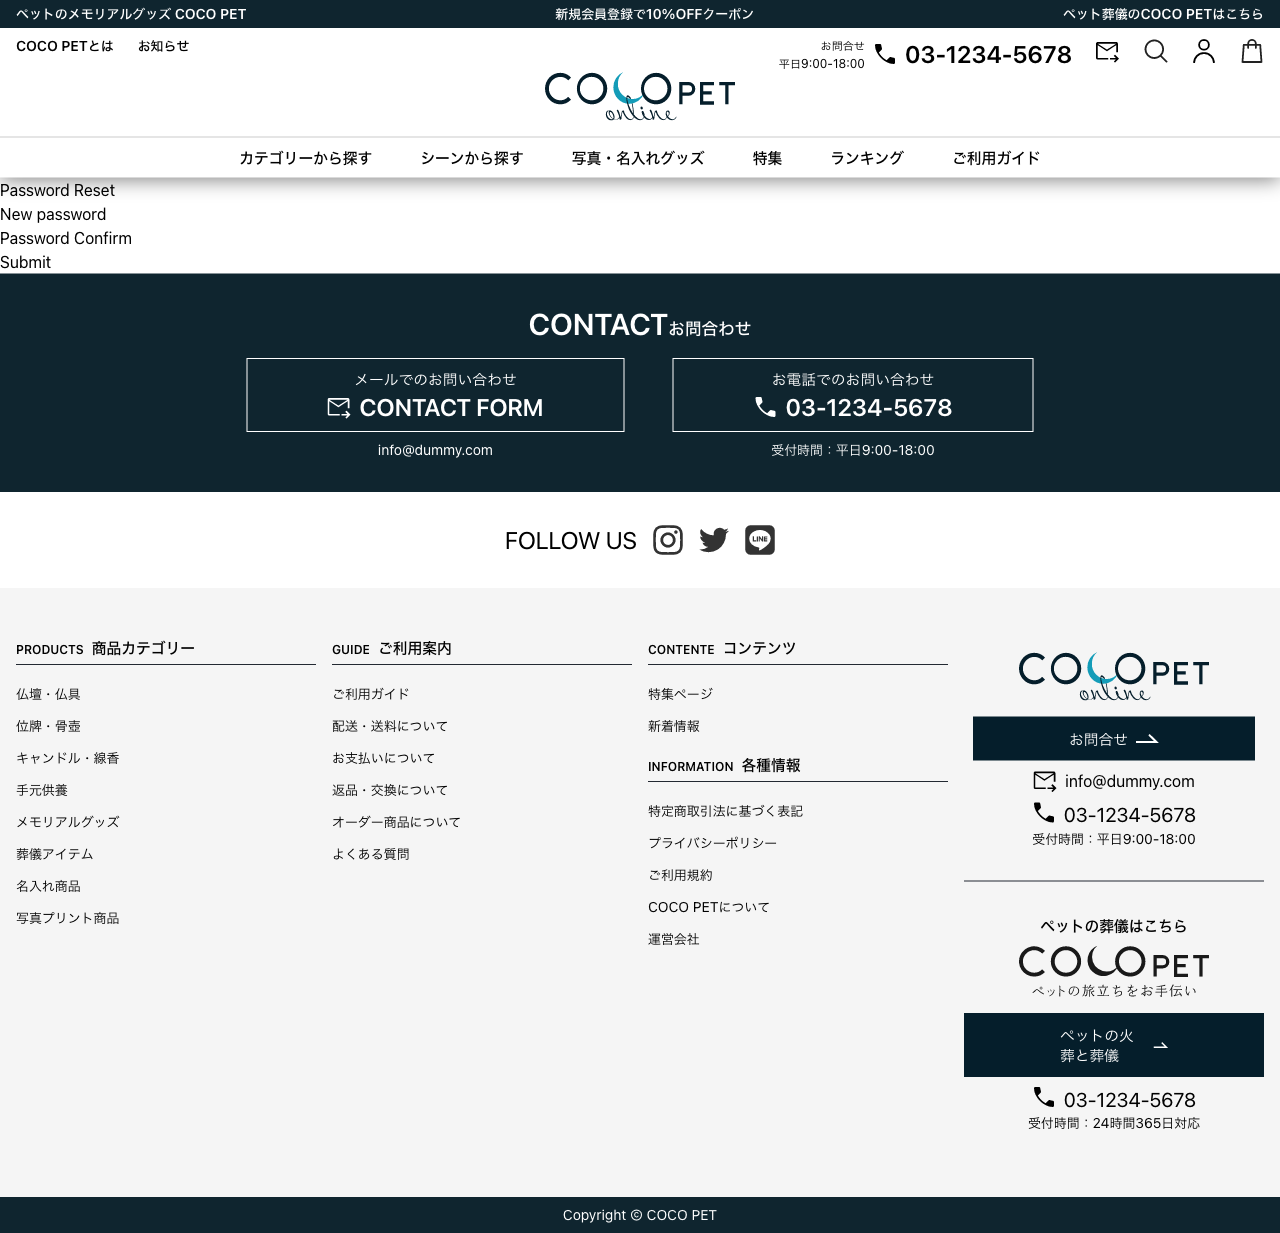 ペットのメモリアルグッズ COCO PET
新規会員登録で10%OFFクーポン
ペット葬儀のCOCO PETはこちら
COCO PETとは
お知らせ
お問合せ
平日9:00-18:00
03-1234-5678
COCO PET
online
カテゴリーから探す
シーンから探す
写真・名入れグッズ
特集
ランキング
ご利用ガイド
Password Reset
New password
Password Confirm
Submit
CONTACTお問合わせ
メールでのお問い合わせ
CONTACT FORM
info@dummy.com
お電話でのお問い合わせ
03-1234-5678
受付時間：平日9:00-18:00
FOLLOW US
LINE
PRODUCTS 商品カテゴリー
仏壇・仏具
位牌・骨壺
キャンドル・線香
手元供養
メモリアルグッズ
葬儀アイテム
名入れ商品
写真プリント商品
GUIDE ご利用案内
ご利用ガイド
配送・送料について
お支払いについて
返品・交換について
オーダー商品について
よくある質問
CONTENTE コンテンツ
特集ページ
新着情報
INFORMATION 各種情報
特定商取引法に基づく表記
プライバシーポリシー
ご利用規約
COCO PETについて
運営会社
COCO PET
online
お問合せ
info@dummy.com
03-1234-5678
受付時間：平日9:00-18:00
ペットの葬儀はこちら
COCO PET
ペットの旅立ちをお手伝い
ペットの火
葬と葬儀
03-1234-5678
受付時間：24時間365日対応
Copyright © COCO PET